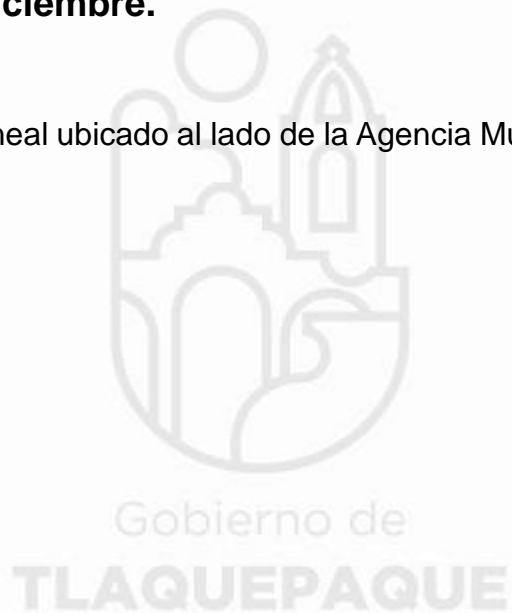 ciembre.
neal ubicado al lado de la Agencia Mu
Gobierno de
TLAQUEPAQUE